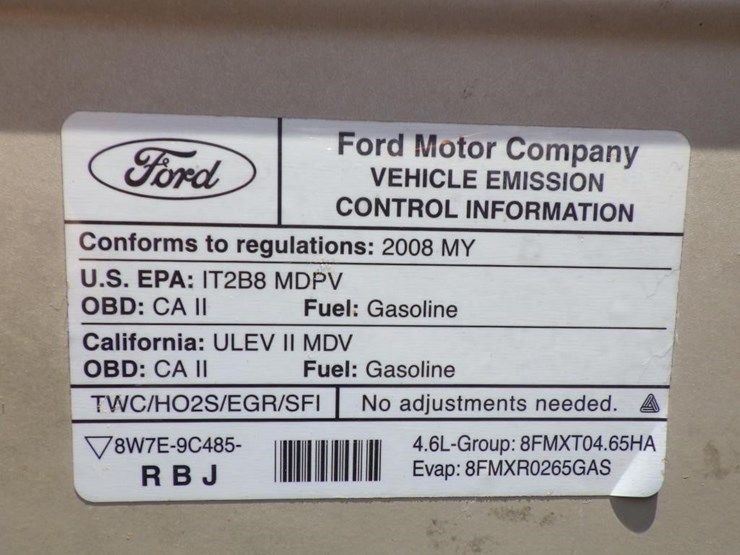 Ford
Ford Motor Company
VEHICLE EMISSION
CONTROL INFORMATION
Conforms to regulations: 2008 MY
U.S. EPA: IT2B8 MDPV
OBD: CA II Fuel: Gasoline
California: ULEV II MDV
OBD: CA II Fuel: Gasoline
TWC/HO2S/EGR/SFI No adjustments needed.
8W7E-9C485-
RBJ
4.6L-Group: 8FMXT04.65HA
Evap: 8FMXR0265GAS